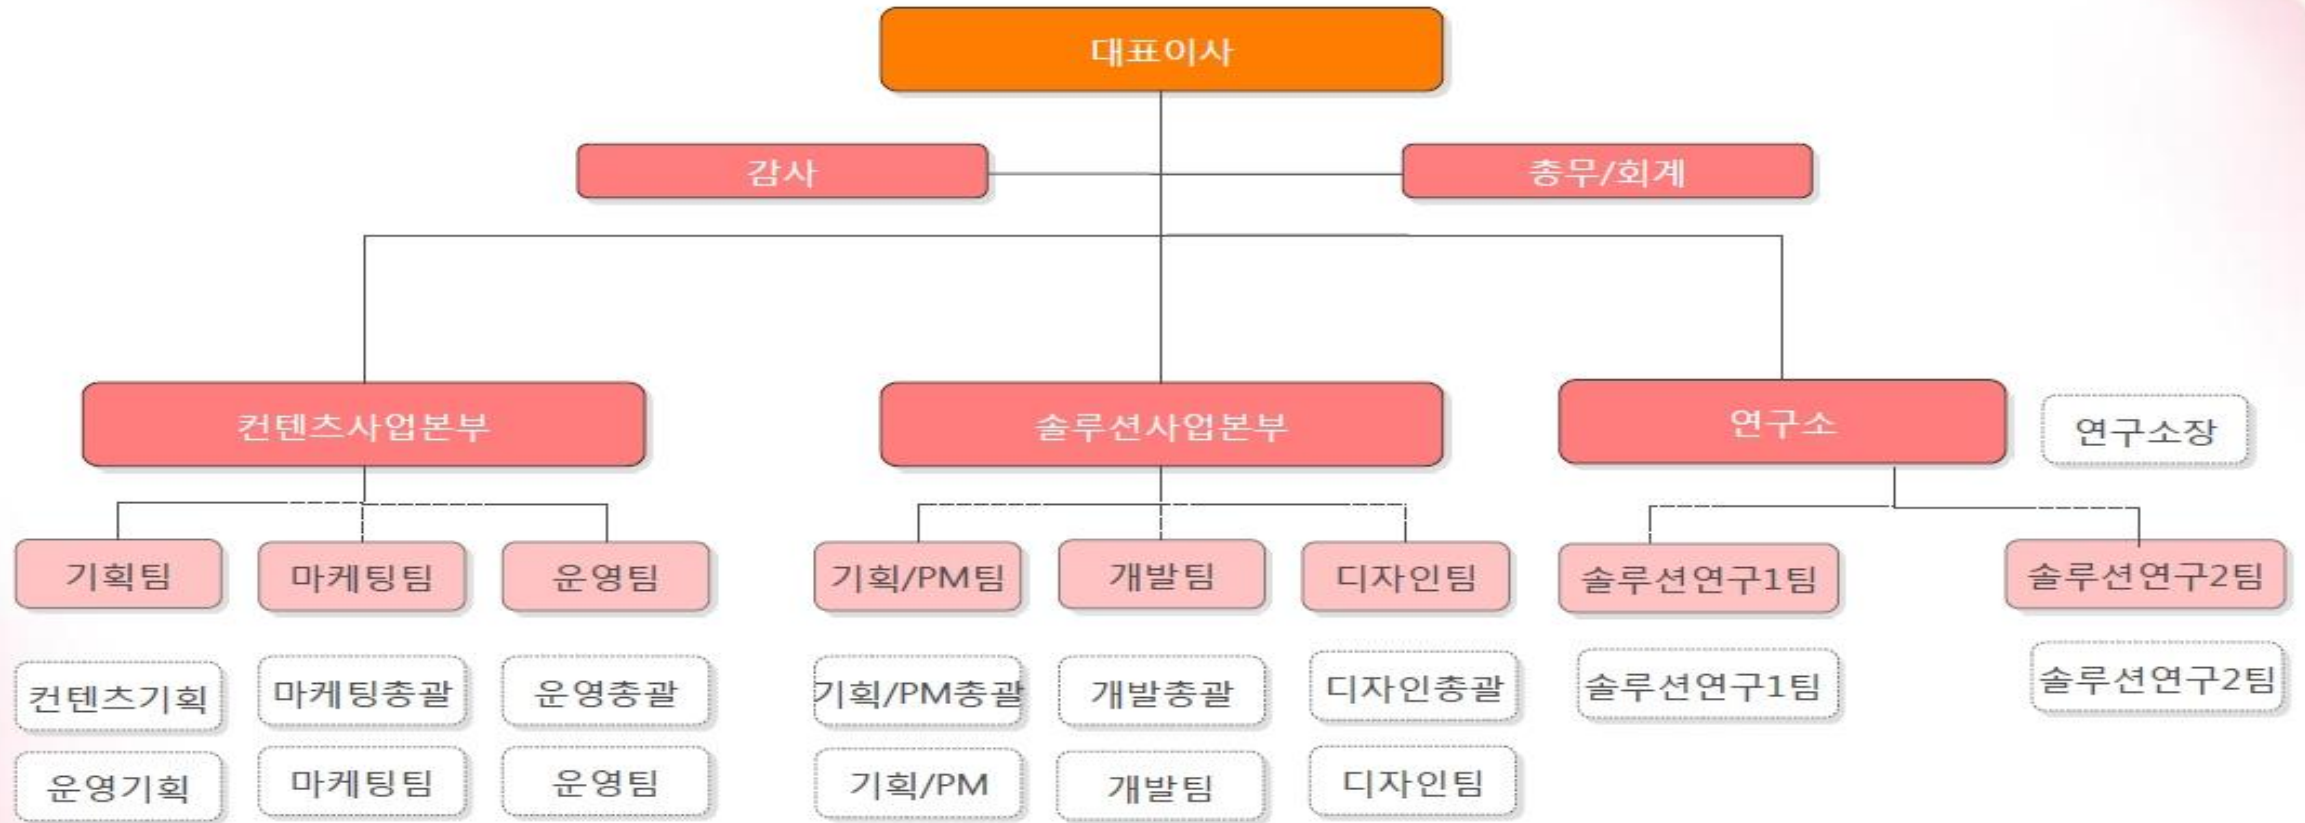 대표이사
감사
총무/회계
컨텐츠사업본부
솔루션사업본부
연구소
연구소장
기획팀
마케팅팀
운영팀
기획/PM팀
개발팀
디자인팀
솔루션연구1팀
솔루션연구2팀
컨텐츠기획
마케팅총괄
운영총괄
기획/PM총괄
개발총괄
디자인총괄
솔루션연구1팀
솔루션연구2팀
운영기획
마케팅팀
운영팀
기획/PM
개발팀
디자인팀